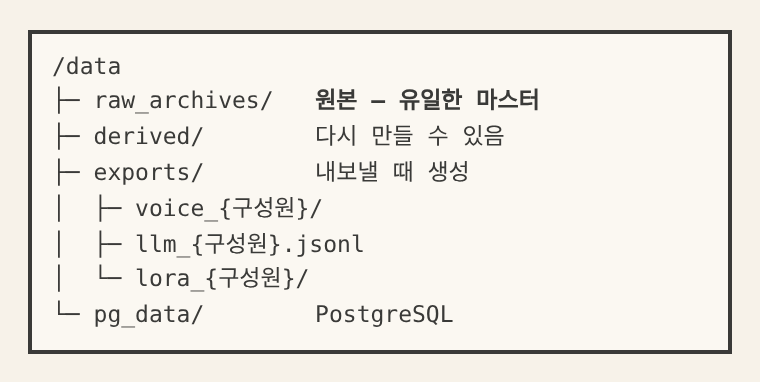 /data
├─ raw_archives/   원본 — 유일한 마스터
├─ derived/        다시 만들 수 있음
├─ exports/        내보낼 때 생성
│  ├─ voice_{구성원}/
│  ├─ llm_{구성원}.jsonl
│  └─ lora_{구성원}/
└─ pg_data/        PostgreSQL